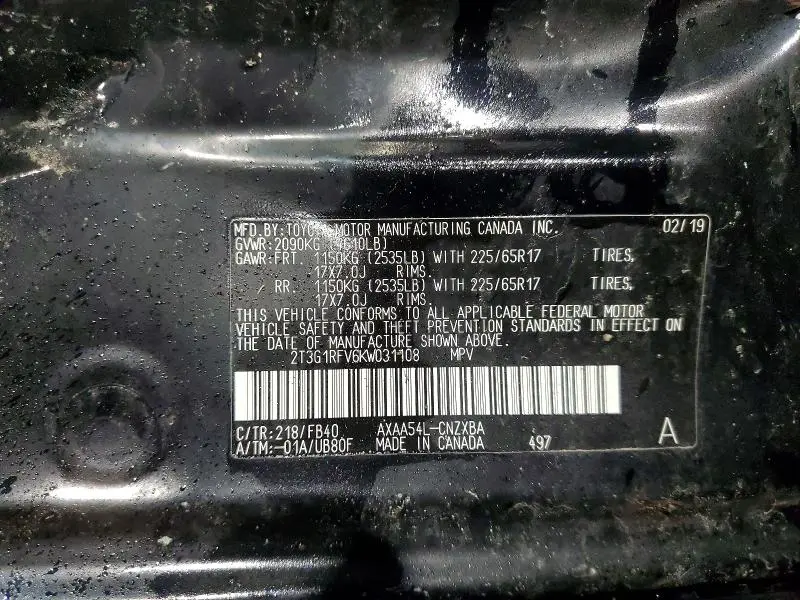 MFD.BY:TOYOTA MOTOR MANUFACTURING CANADA INC. 02/19
GVWR:2090KG (4610LB)
GAWR:FRT. 1150KG (2535LB) WITH 225/65R17 TIRES,
17X7.0J RIMS.
RR. 1150KG (2535LB) WITH 225/65R17 TIRES,
17X7.0J RIMS.
THIS VEHICLE CONFORMS TO ALL APPLICABLE FEDERAL MOTOR
VEHICLE SAFETY AND THEFT PREVENTION STANDARDS IN EFFECT ON
THE DATE OF MANUFACTURE SHOWN ABOVE.
2T3G1RFV6KW031108 MPV
C/TR:218/FB40 AXAA54L-CNZXBA
A/TM:-01A/UB80F MADE IN CANADA 497 A